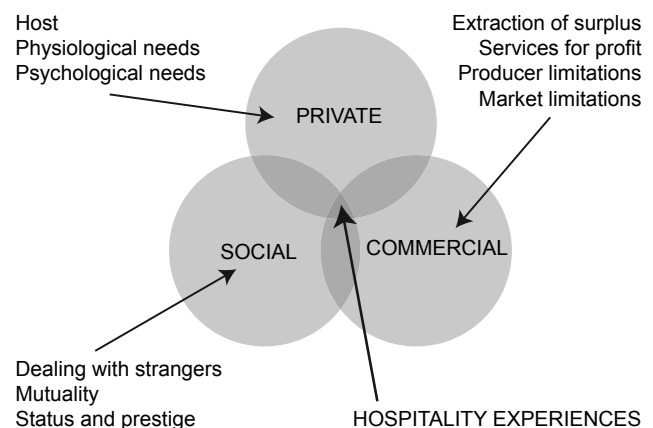 Host
Physiological needs
Psychological needs
Extraction of surplus
Services for profit
Producer limitations
Market limitations
PRIVATE
SOCIAL
COMMERCIAL
Dealing with strangers
Mutuality
Status and prestige
HOSPITALITY EXPERIENCES